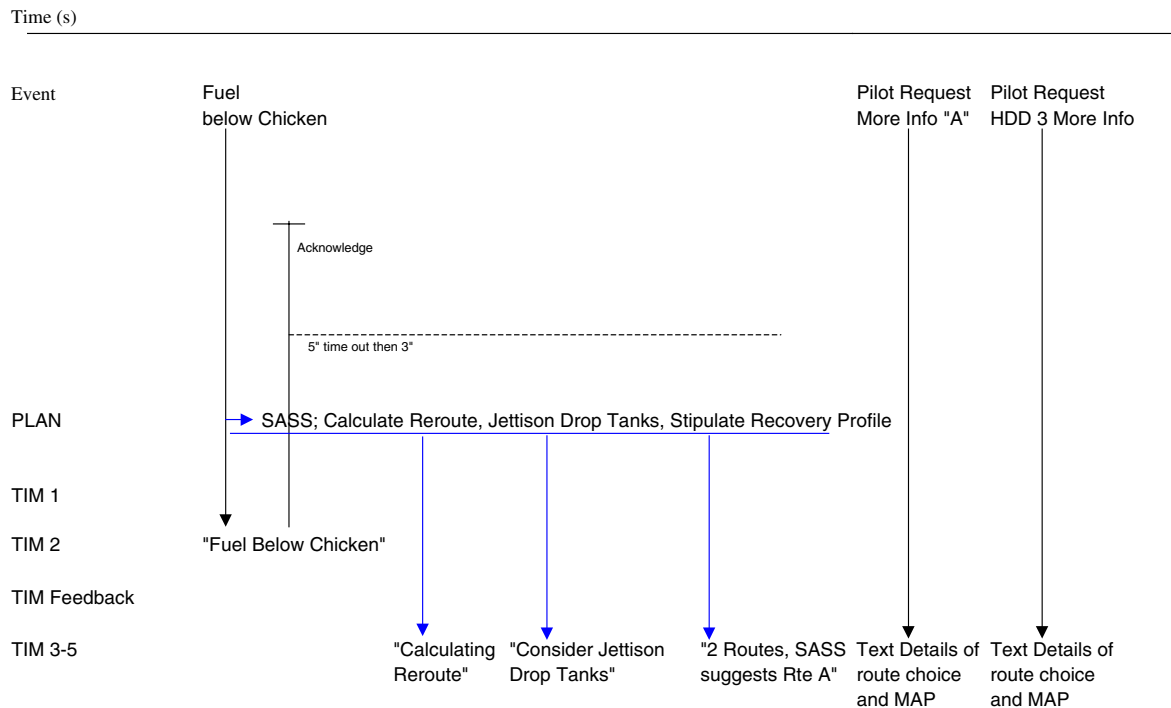 Time (s)
Event
Fuel
below Chicken
Pilot Request
More Info "A"
Pilot Request
HDD 3 More Info
Acknowledge
5" time out then 3"
PLAN
SASS; Calculate Reroute, Jettison Drop Tanks, Stipulate Recovery Profile
TIM 1
TIM 2
"Fuel Below Chicken"
TIM Feedback
TIM 3-5
"Calculating
Reroute"
"Consider Jettison
Drop Tanks"
"2 Routes, SASS
suggests Rte A"
Text Details of
route choice
and MAP
Text Details of
route choice
and MAP